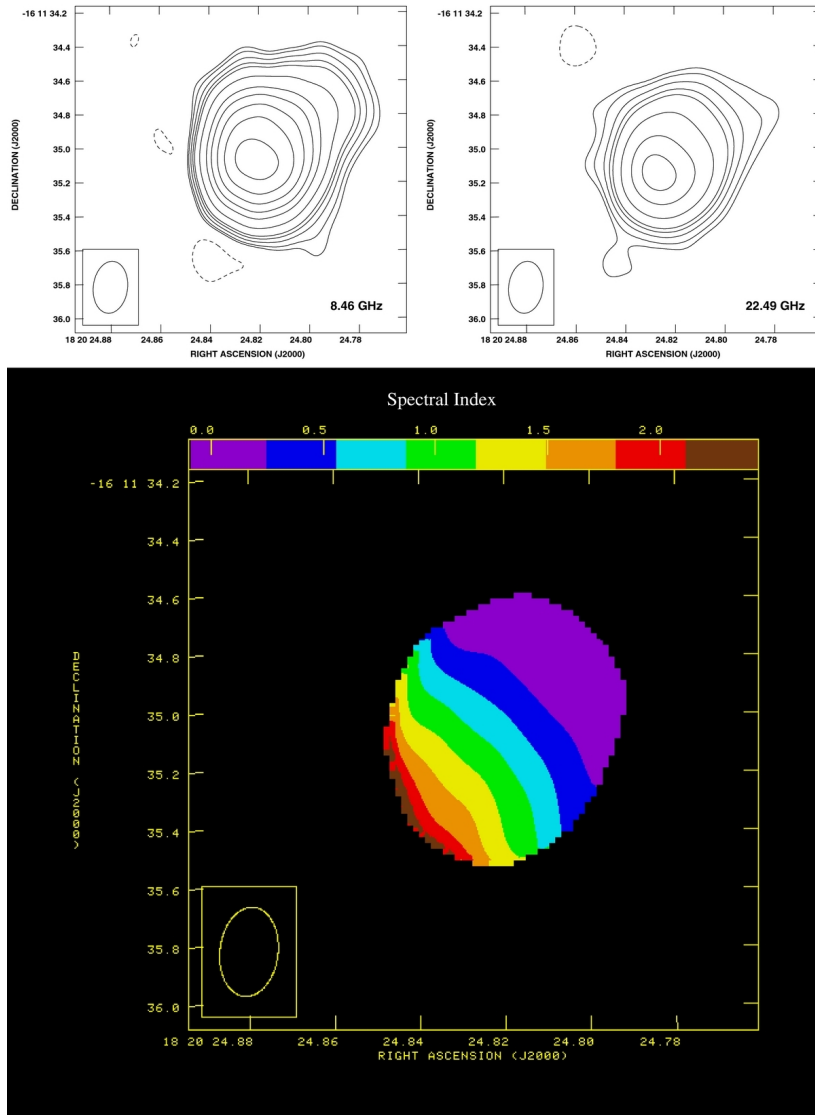 -16 11 34.2
34.4
34.6
34.8
35.0
35.2
35.4
35.6
35.8
36.0
DECLINATION (J2000)
8.46 GHz
18 20 24.88 24.86 24.84 24.82 24.80 24.78
RIGHT ASCENSION (J2000)
-16 11 34.2
34.4
34.6
34.8
35.0
35.2
35.4
35.6
35.8
36.0
DECLINATION (J2000)
22.49 GHz
18 20 24.88 24.86 24.84 24.82 24.80 24.78
RIGHT ASCENSION (J2000)
Spectral Index
0.0 0.5 1.0 1.5 2.0
-16 11 34.2
34.4
34.6
34.8
35.0
35.2
35.4
35.6
35.8
36.0
DECLINATION (J2000)
18 20 24.88 24.86 24.84 24.82 24.80 24.78
RIGHT ASCENSION (J2000)